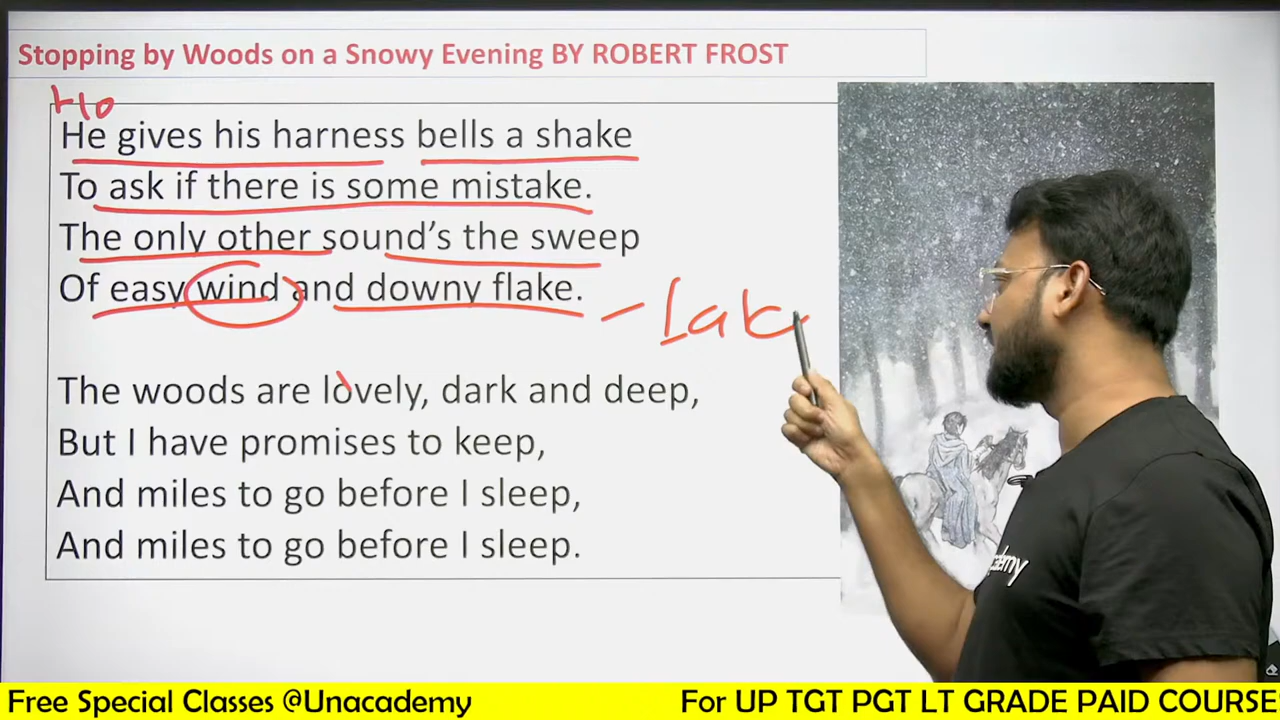 Stopping by Woods on a Snowy Evening BY ROBERT FROST
Ho
He gives his harness bells a shake
To ask if there is some mistake.
The only other sound's the sweep
Of easy wind and downy flake.
– Lak
The woods are lovely, dark and deep,
But I have promises to keep,
And miles to go before I sleep,
And miles to go before I sleep.
Free Special Classes @Unacademy
For UP TGT PGT LT GRADE PAID COURSE